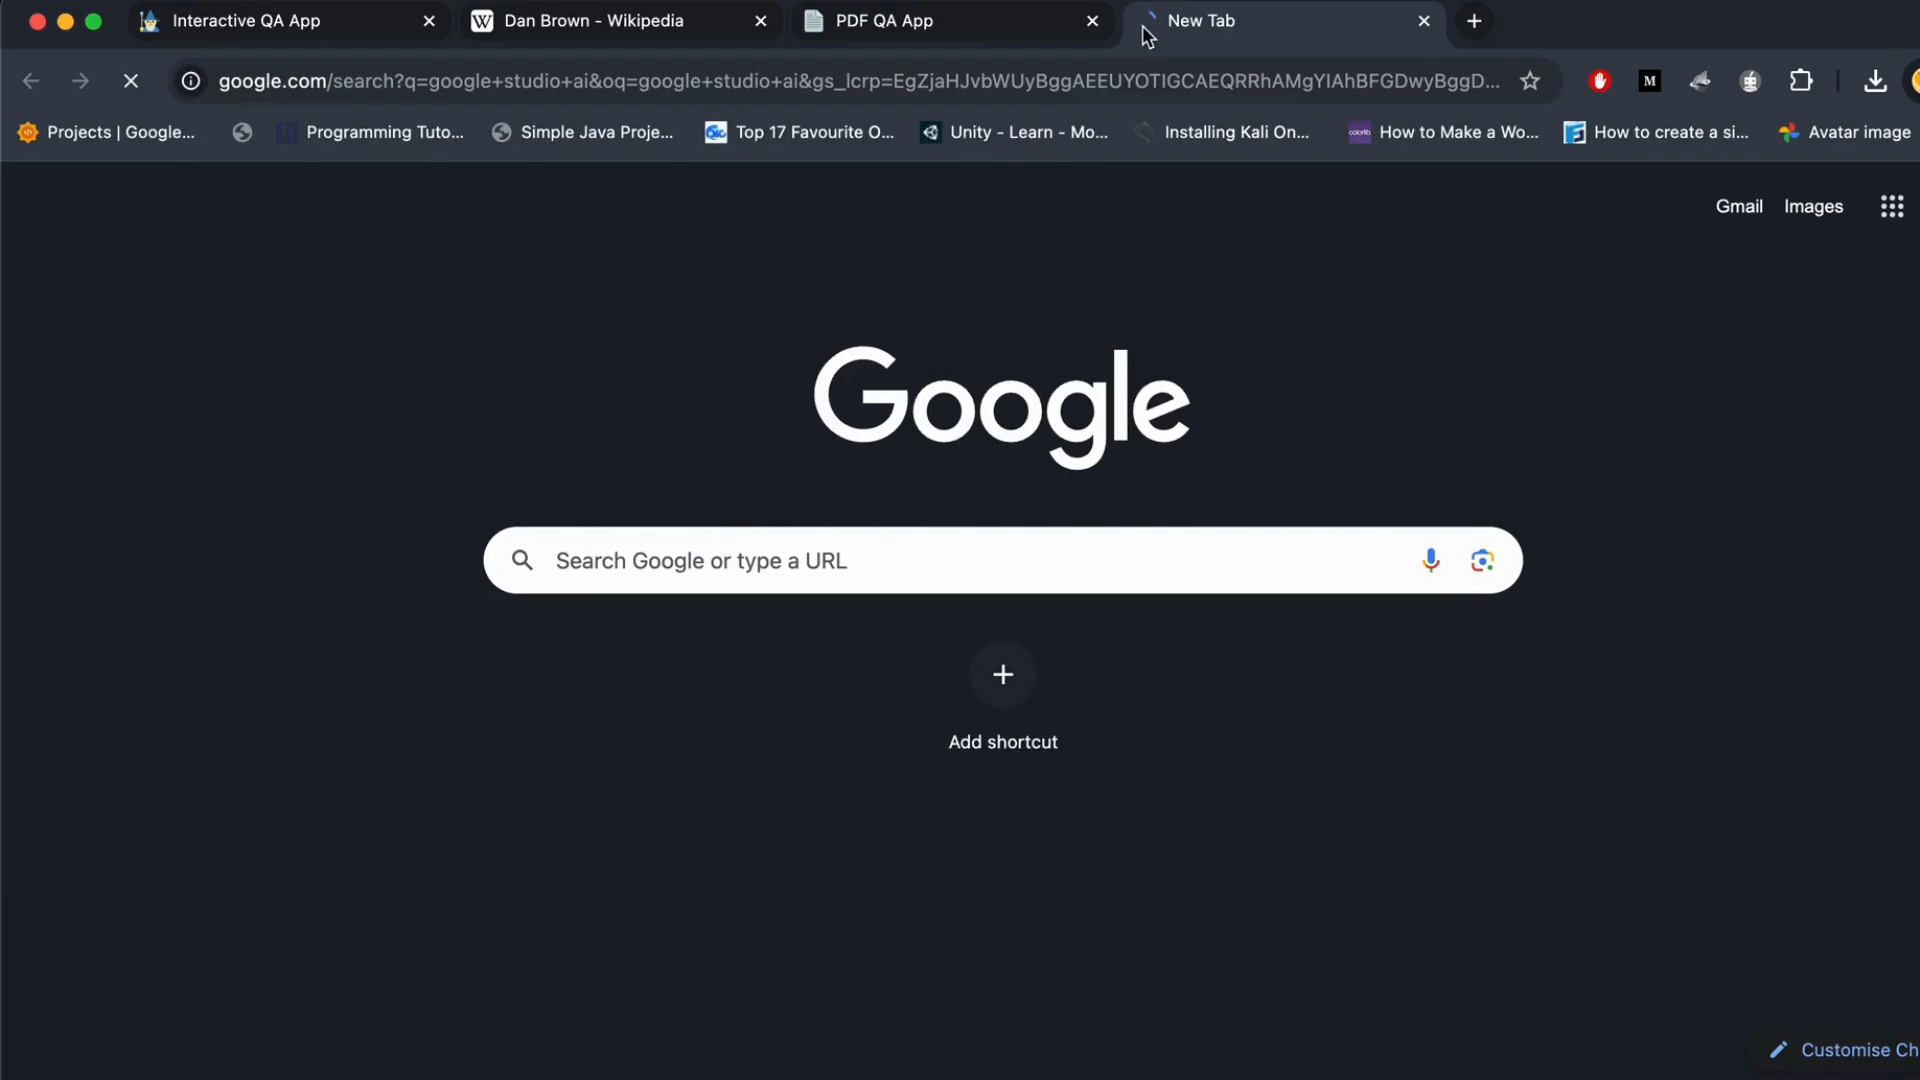 Interactive QA App
Dan Brown - Wikipedia
PDF QA App
New Tab
google.com/search?q=google+studio+ai&oq=google+studio+ai&gs_lcrp=EgZjaHJvbWUyBggAEEUYOTIGCAEQRRhAMgYIAhBFGDwyBggD...
Projects | Google...
Programming Tuto...
Simple Java Proje...
Top 17 Favourite O...
Unity - Learn - Mo...
Installing Kali On...
How to Make a Wo...
How to create a si...
Avatar image
Gmail
Images
Google
Search Google or type a URL
Add shortcut
Customise Ch